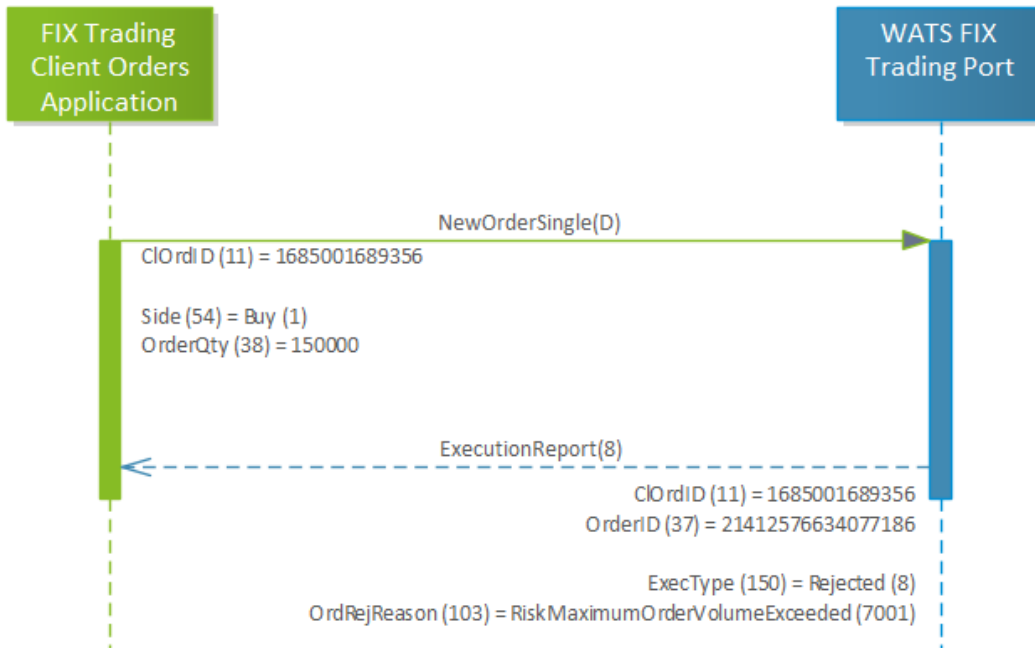 FIX Trading
Client Orders
Application
WATS FIX
Trading Port
NewOrderSingle(D)
ClOrdID (11) = 1685001689356
Side (54) = Buy (1)
OrderQty (38) = 150000
ExecutionReport(8)
ClOrdID (11) = 1685001689356
OrderID (37) = 21412576634077186
ExecType (150) = Rejected (8)
OrdRejReason (103) = RiskMaximumOrderVolumeExceeded (7001)